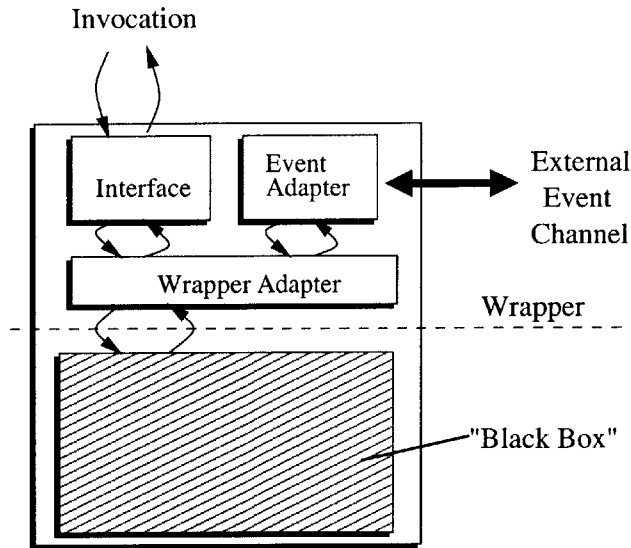 Invocation
Interface
Event
Adapter
External
Event
Channel
Wrapper Adapter
Wrapper
"Black Box"